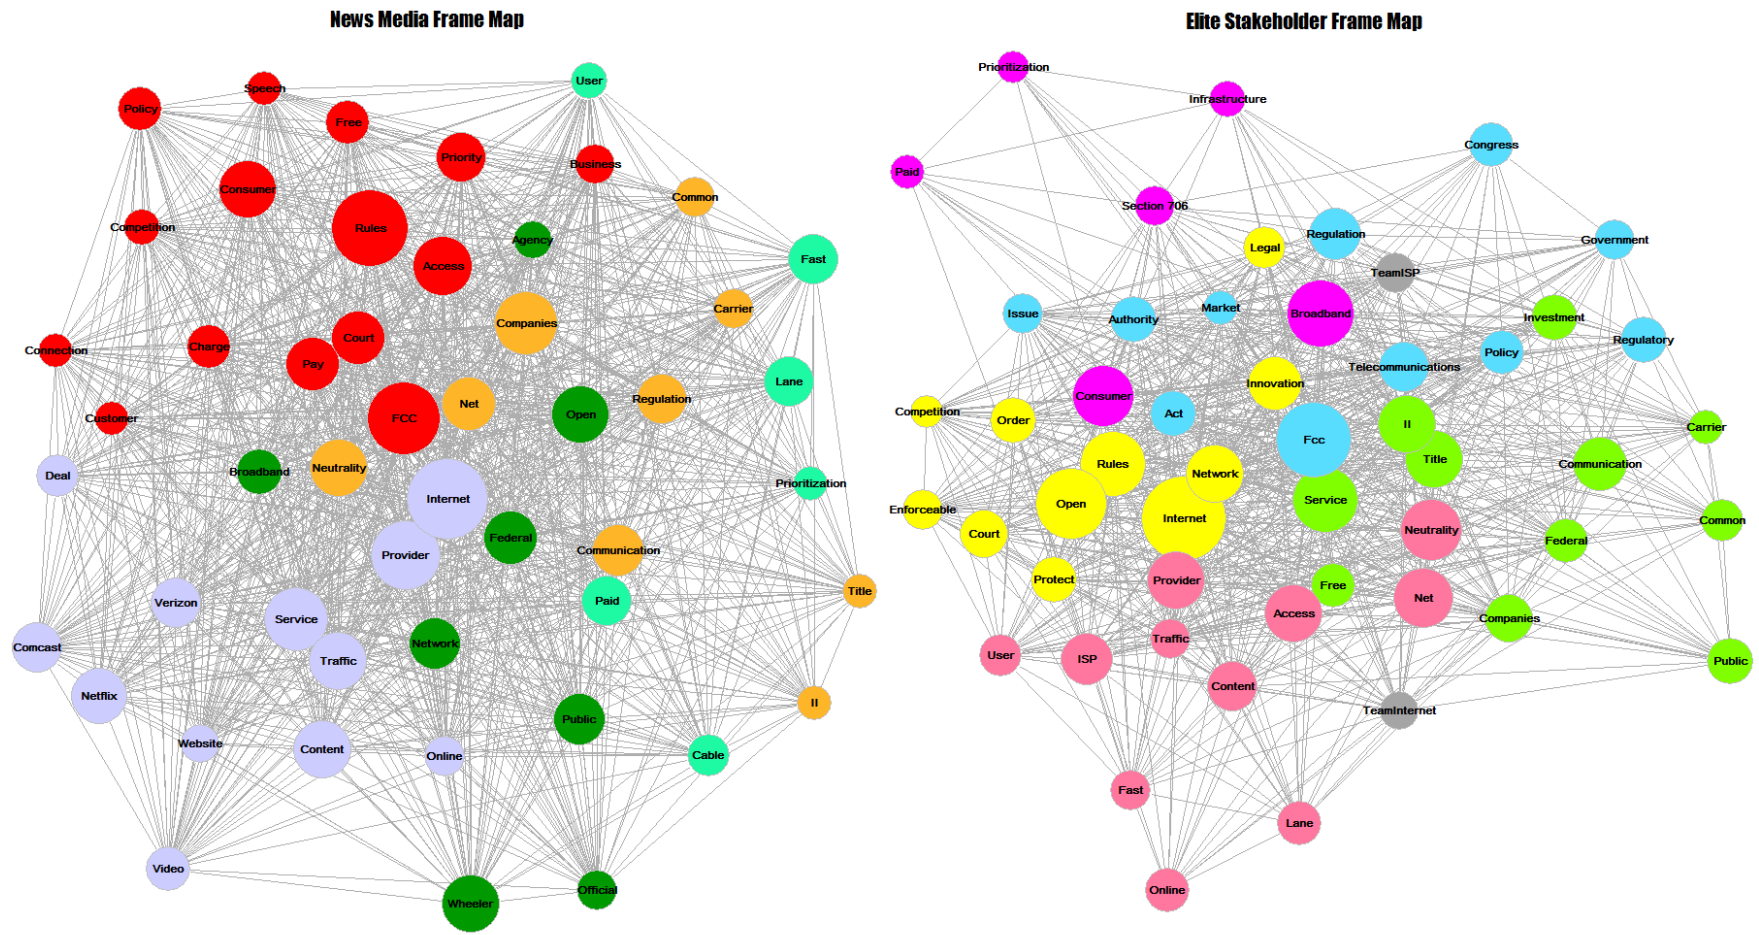 News Media Frame Map
User
Speech
Policy
Free
Priority
Business
Consumer
Common
Competition
Rules
Agency
Access
Fast
Carrier
Companies
Court
Charge
Connection
Pay
Lane
Regulation
Net
Open
FCC
Customer
Neutrality
Broadband
Deal
Prioritization
Internet
Federal
Communication
Provider
Title
Paid
Verizon
Service
Network
Comcast
Traffic
Netflix
II
Public
Website
Content
Online
Cable
Video
Official
Wheeler
Elite Stakeholder Frame Map
Prioritization
Infrastructure
Congress
Paid
Section 706
Regulation
Government
Legal
TeamISP
Market
Issue
Authority
Broadband
Investment
Regulatory
Policy
Telecommunications
Innovation
Consumer
Competition
Act
Order
II
Carrier
Fcc
Title
Communication
Rules
Network
Service
Open
Enforceable
Internet
Common
Neutrality
Court
Federal
Protect
Provider
Free
Net
Access
Companies
Traffic
User
ISP
Public
Content
TeamInternet
Fast
Lane
Online